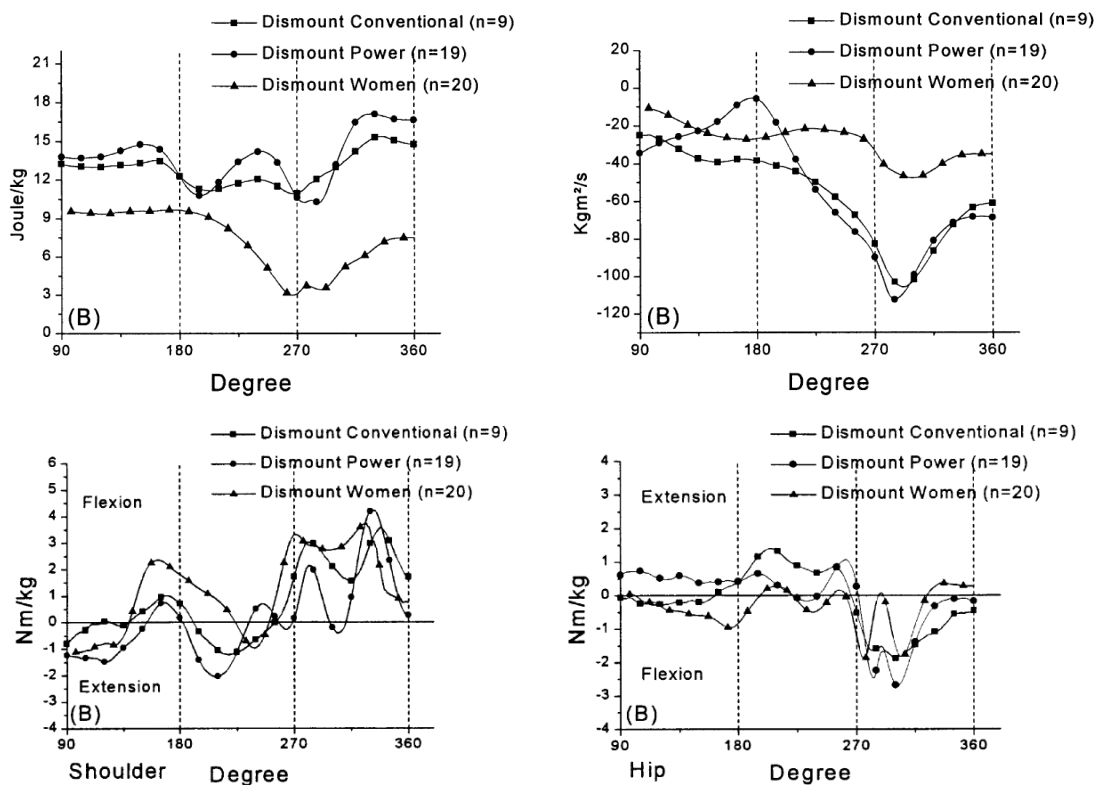 Dismount Conventional (n=9)
Dismount Power (n=19)
Dismount Women (n=20)
21
18
15
12
9
6
3
0
Joule/kg
(B)
90
180
270
360
Degree
Dismount Conventional (n=9)
Dismount Power (n=19)
Dismount Women (n=20)
20
0
-20
-40
-60
-80
-100
-120
Kgm²/s
(B)
90
180
270
360
Degree
Dismount Conventional (n=9)
Dismount Power (n=19)
Dismount Women (n=20)
6
5
4
3
2
1
0
-1
-2
-3
-4
Nm/kg
Flexion
Extension
(B)
90
180
270
360
Shoulder Degree
Dismount Conventional (n=9)
Dismount Power (n=19)
Dismount Women (n=20)
4
3
2
1
0
-1
-2
-3
-4
Nm/kg
Extension
Flexion
(B)
90
180
270
360
Hip Degree